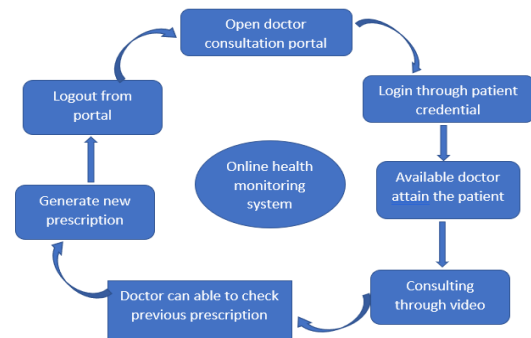 Open doctor
consultation portal
Login through patient
credential
Available doctor
attain the patient
Consulting
through video
Doctor can able to check
previous prescription
Generate new
prescription
Logout from
portal
Online health
monitoring
system